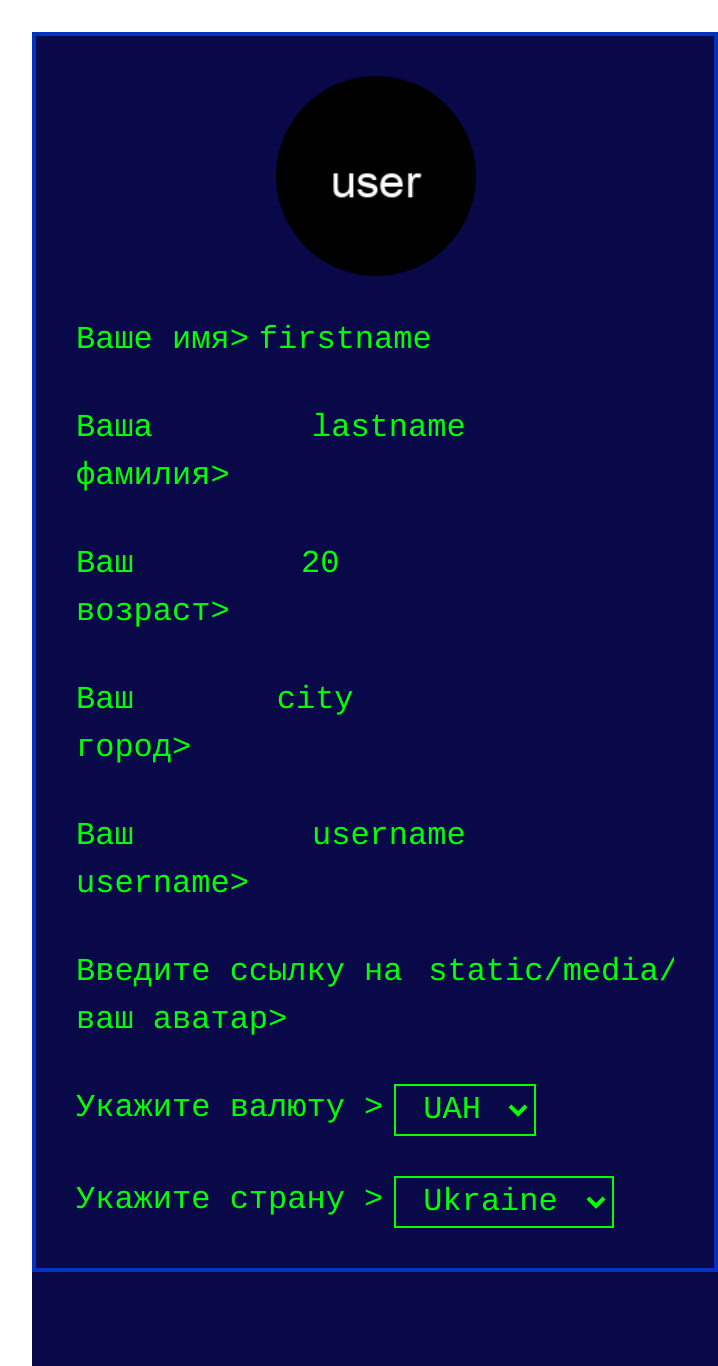 user
Ваше имя> firstname
Ваша lastname
фамилия>
Ваш 20
возраст>
Ваш city
город>
Ваш username
username>
Введите ссылку на static/media/
ваш аватар>
Укажите валюту > UAH
Укажите страну > Ukraine